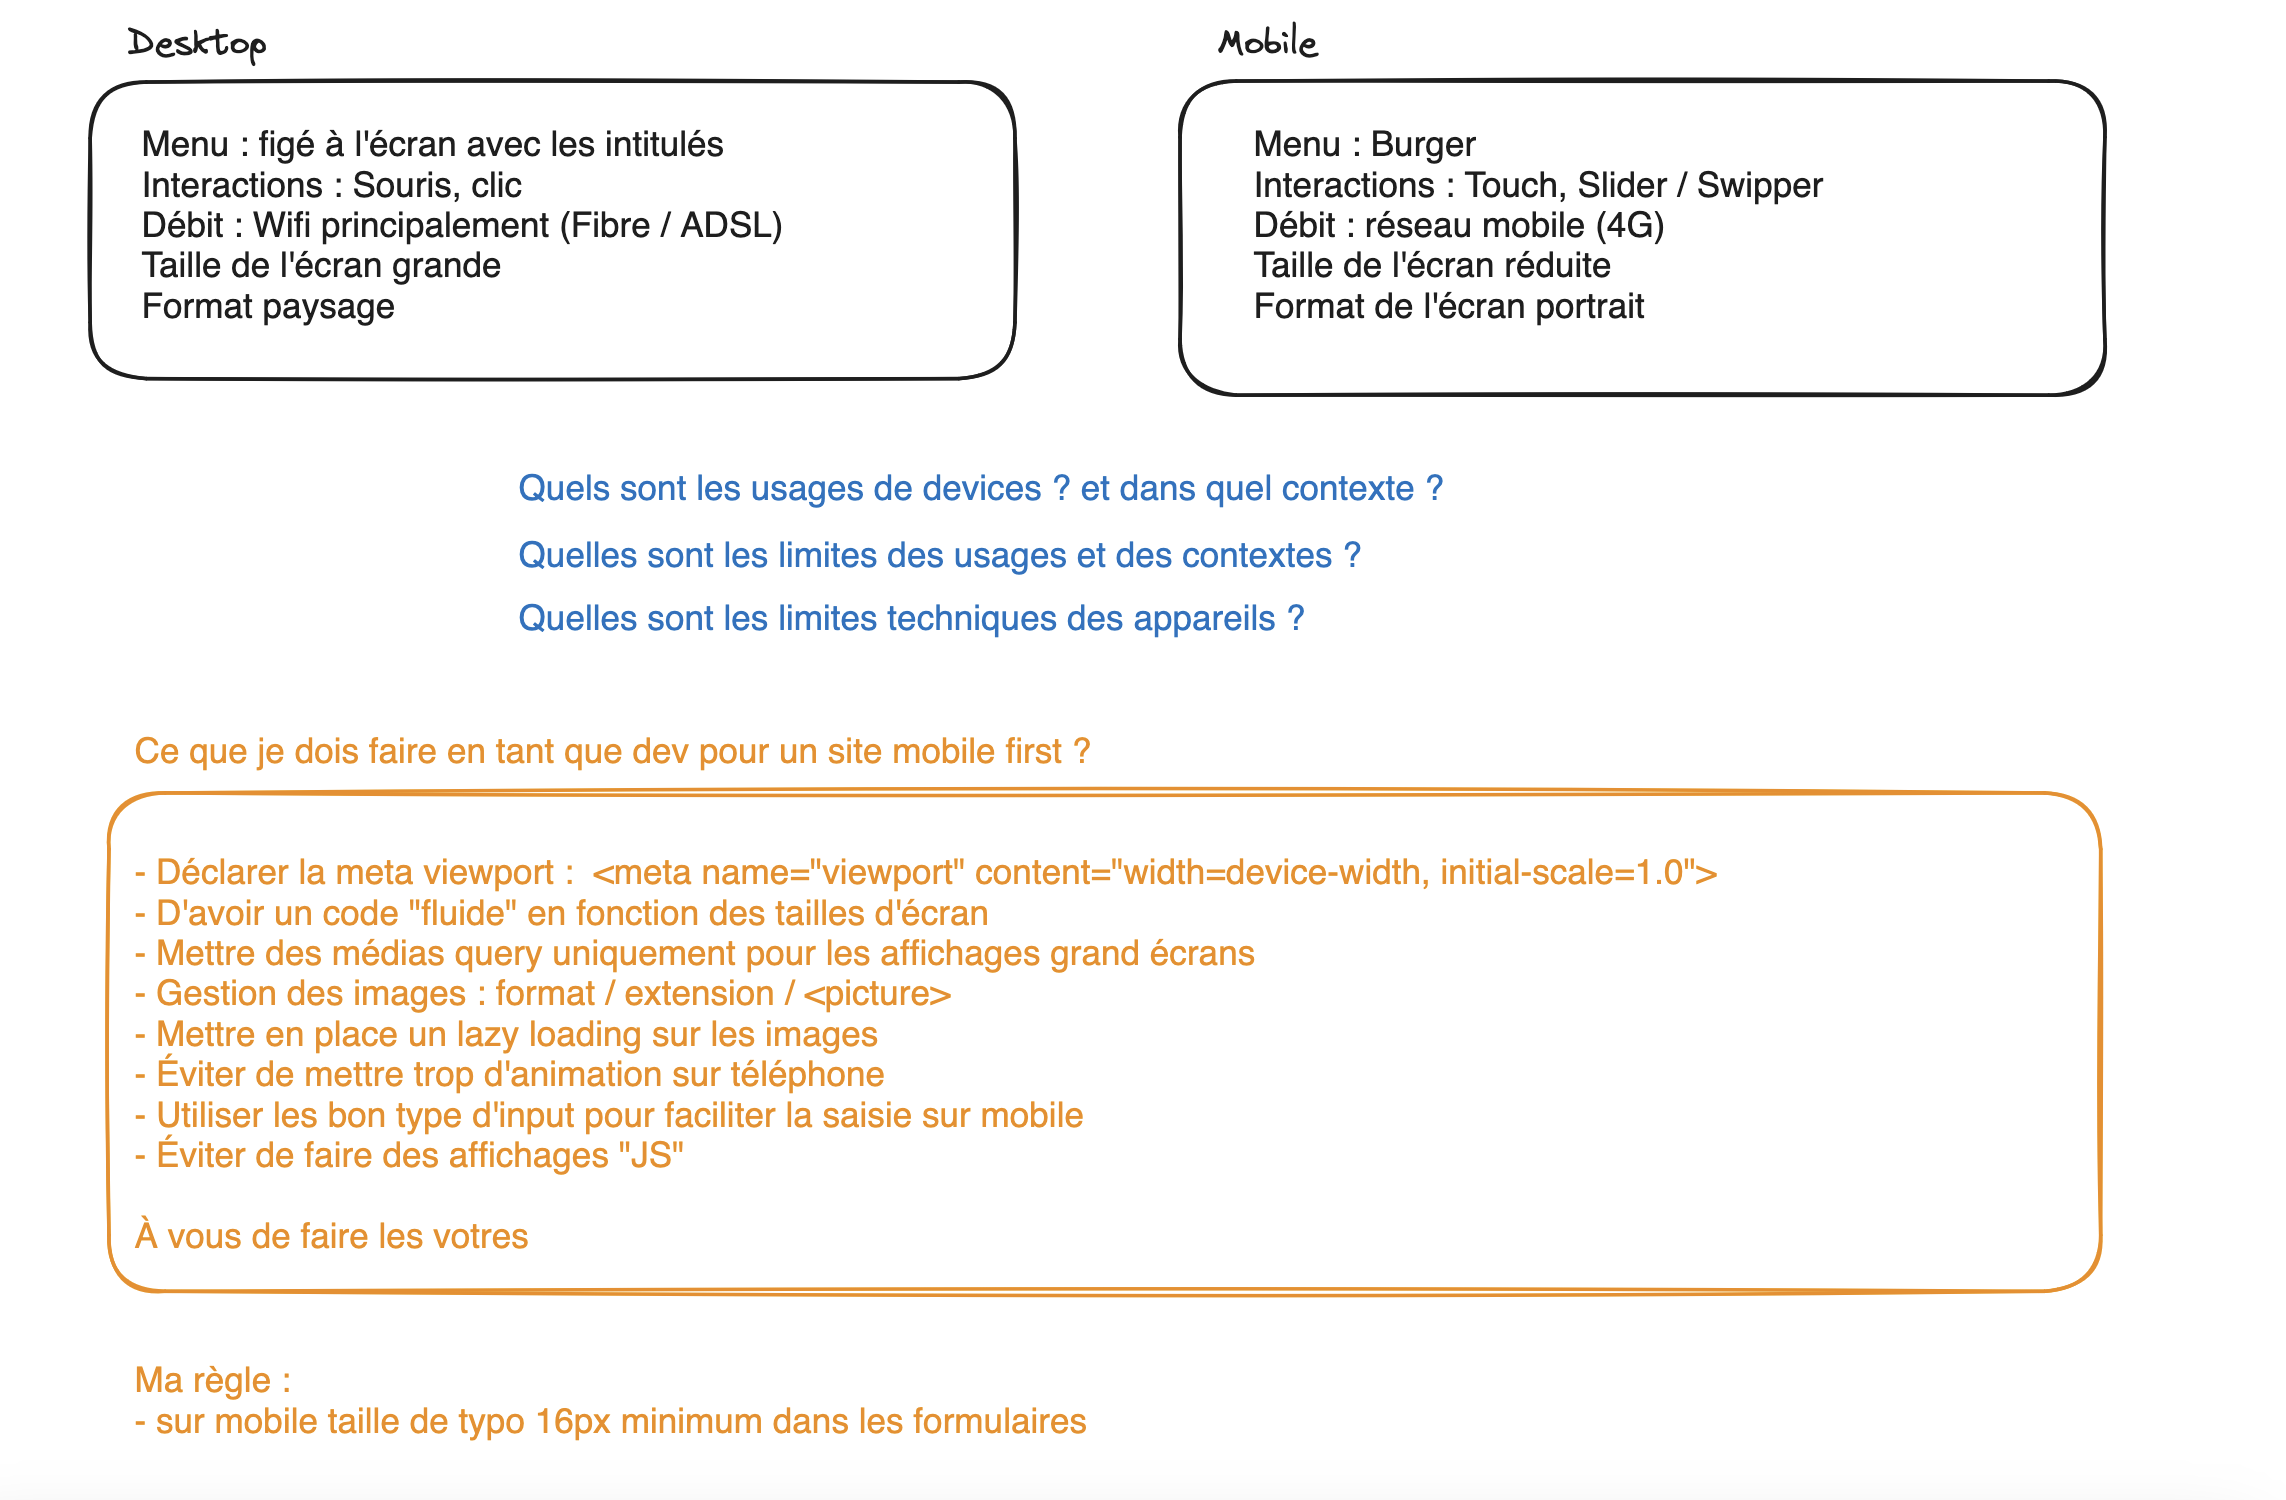 Desktop
Menu : figé à l'écran avec les intitulés
Interactions : Souris, clic
Débit : Wifi principalement (Fibre / ADSL)
Taille de l'écran grande
Format paysage
Mobile
Menu : Burger
Interactions : Touch, Slider / Swipper
Débit : réseau mobile (4G)
Taille de l'écran réduite
Format de l'écran portrait
Quels sont les usages de devices ? et dans quel contexte ?
Quelles sont les limites des usages et des contextes ?
Quelles sont les limites techniques des appareils ?
Ce que je dois faire en tant que dev pour un site mobile first ?
- Déclarer la meta viewport :  <meta name="viewport" content="width=device-width, initial-scale=1.0">
- D'avoir un code "fluide" en fonction des tailles d'écran
- Mettre des médias query uniquement pour les affichages grand écrans
- Gestion des images : format / extension / <picture>
- Mettre en place un lazy loading sur les images
- Éviter de mettre trop d'animation sur téléphone
- Utiliser les bon type d'input pour faciliter la saisie sur mobile
- Éviter de faire des affichages "JS"
À vous de faire les votres
Ma règle :
- sur mobile taille de typo 16px minimum dans les formulaires